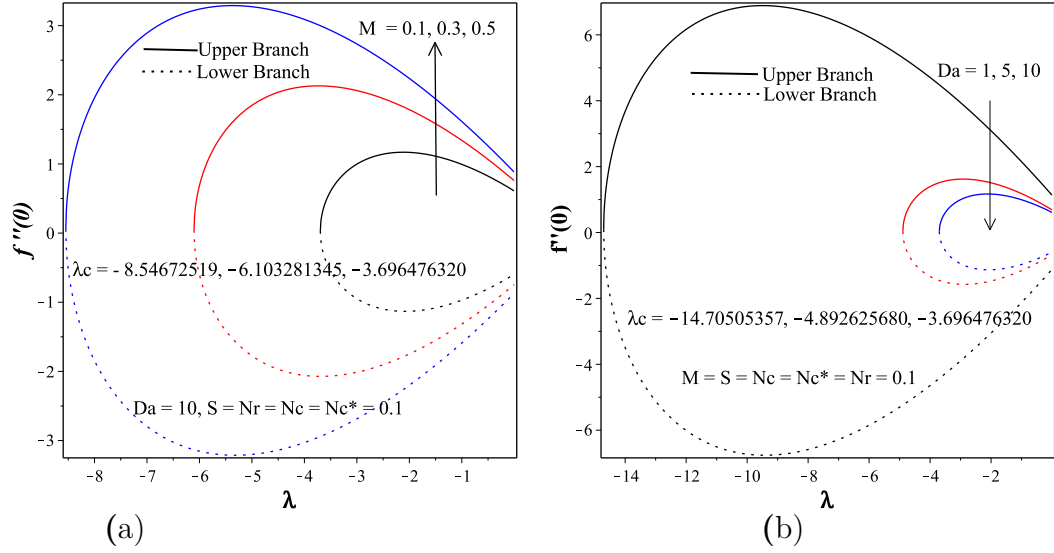 M = 0.1, 0.3, 0.5
Upper Branch
Lower Branch
λc = - 8.54672519, −6.103281345, −3.696476320
Da = 10, S = Nr = Nc = Nc* = 0.1
f ''(0)
3
2
1
0
−1
−2
−3
−8 −7 −6 −5 −4 −3 −2 −1
λ
(a)
Da = 1, 5, 10
Upper Branch
Lower Branch
λc = −14.70505357, −4.892625680, −3.696476320
M = S = Nc = Nc* = Nr = 0.1
f''(0)
6
4
2
0
−2
−4
−6
−14 −12 −10 −8 −6 −4 −2
λ
(b)